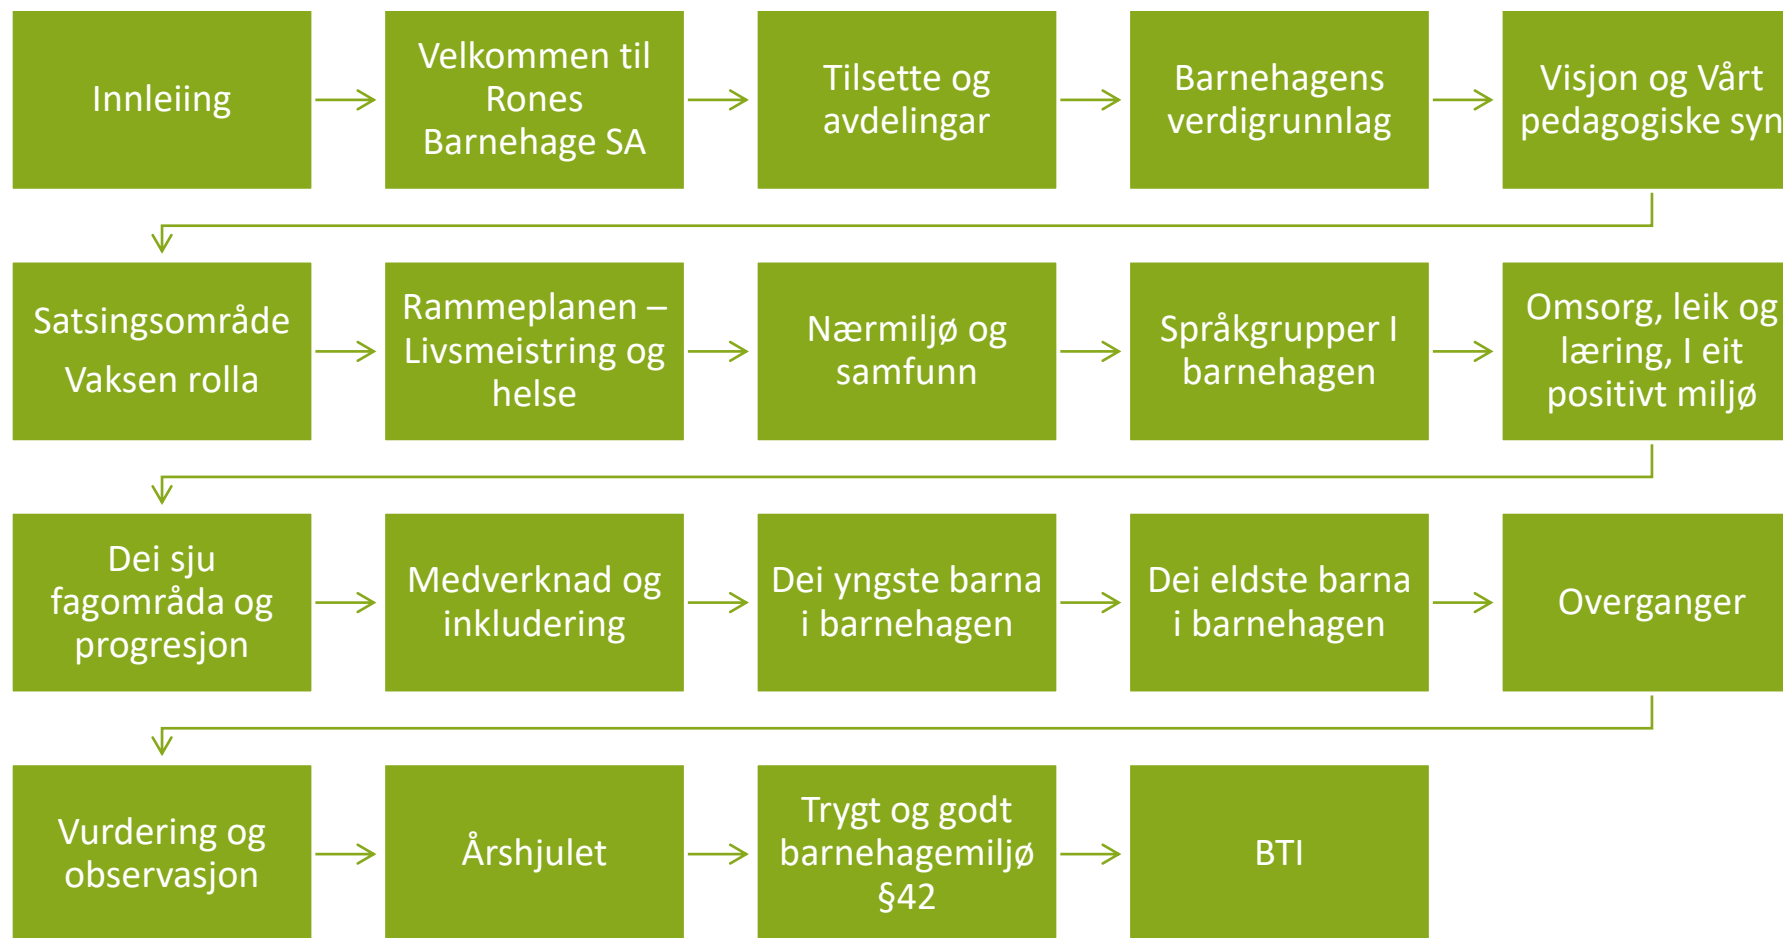 Innleiing
Velkommen til
Rones
Barnehage SA
Tilsette og
avdelingar
Barnehagens
verdigrunnlag
Visjon og Vårt
pedagogiske syn
Satsingsområde
Vaksen rolla
Rammeplanen –
Livsmeistring og
helse
Nærmiljø og
samfunn
Språkgrupper I
barnehagen
Omsorg, leik og
læring, I eit
positivt miljø
Dei sju
fagområda og
progresjon
Medverknad og
inkludering
Dei yngste barna
i barnehagen
Dei eldste barna
i barnehagen
Overganger
Vurdering og
observasjon
Årshjulet
Trygt og godt
barnehagemiljø
§42
BTI